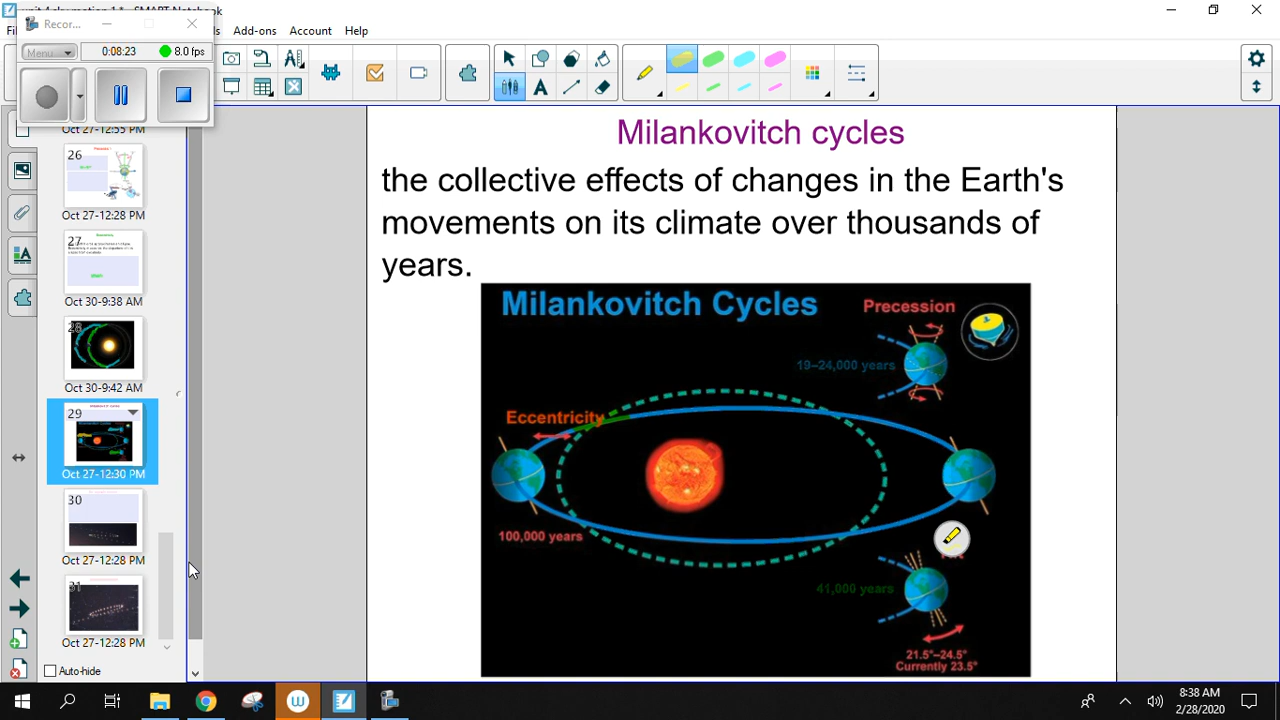 Recor...
Menu
0:08:23
8.0 fps
Add-ons Account Help
26
Oct 27-12:28 PM
27
Oct 30-9:38 AM
28
Oct 30-9:42 AM
29
Oct 27-12:30 PM
30
Oct 27-12:28 PM
31
Oct 27-12:28 PM
Auto-hide
Milankovitch cycles
the collective effects of changes in the Earth's
movements on its climate over thousands of
years.
Milankovitch Cycles
Precession
19–24,000 years
Eccentricity
100,000 years
41,000 years
21.5°–24.5°
Currently 23.5°
8:38 AM
2/28/2020